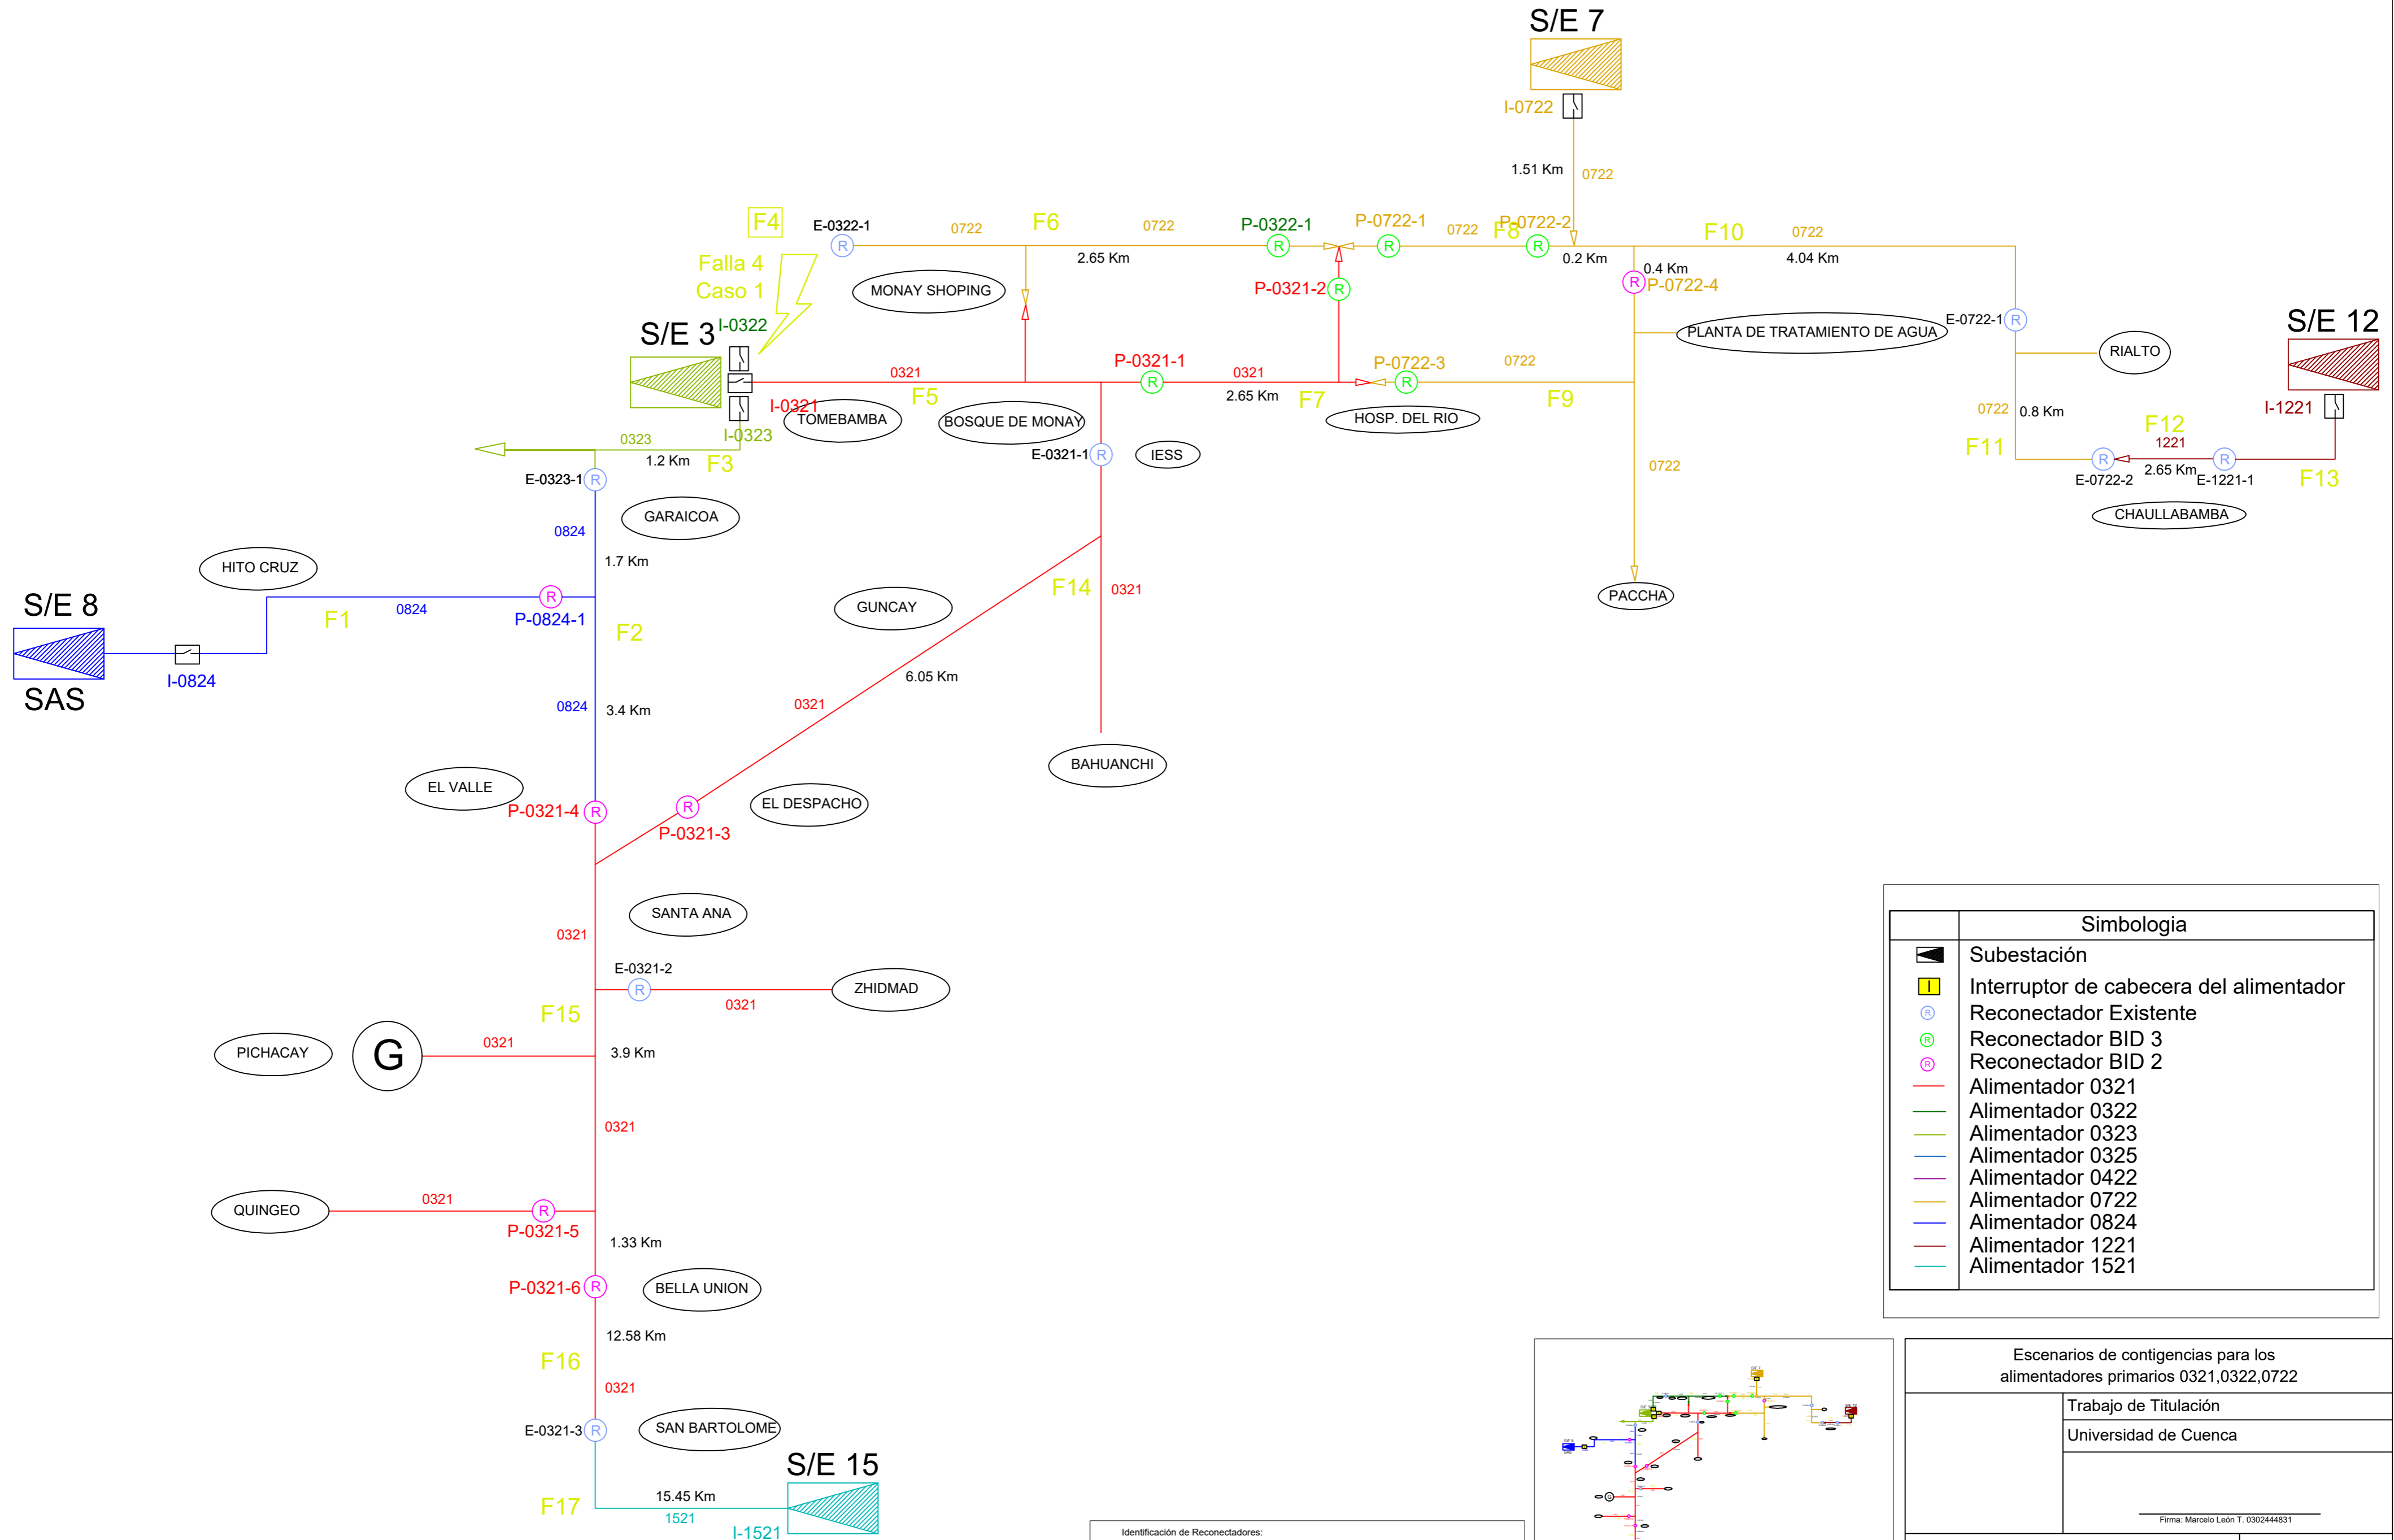 S/E 7
I-0722
1.51 Km
0722
F4
E-0322-1
0722
F6
0722
P-0322-1
P-0722-1
0722
F8
P-0722-2
F10
0722
2.65 Km
0.2 Km
0.4 Km
4.04 Km
Falla 4
Caso 1
MONAY SHOPING
P-0321-2
P-0722-4
S/E 3
I-0322
PLANTA DE TRATAMIENTO DE AGUA
E-0722-1
S/E 12
RIALTO
0321
P-0321-1
0321
P-0722-3
0722
F5
2.65 Km
F7
F9
I-0321
TOMEBAMBA
BOSQUE DE MONAY
HOSP. DEL RIO
0722
0.8 Km
I-1221
0323
I-0323
1.2 Km
F3
E-0321-1
IESS
0722
F11
F12
1221
2.65 Km
E-0722-2
E-1221-1
F13
E-0323-1
GARAICOA
CHAULLABAMBA
0824
1.7 Km
HITO CRUZ
S/E 8
F1
0824
P-0824-1
F2
GUNCAY
F14
0321
PACCHA
SAS
I-0824
0824
3.4 Km
6.05 Km
0321
BAHUANCHI
EL VALLE
P-0321-4
EL DESPACHO
P-0321-3
SANTA ANA
0321
E-0321-2
ZHIDMAD
0321
F15
PICHACAY
G
0321
3.9 Km
0321
QUINGEO
0321
P-0321-5
1.33 Km
P-0321-6
BELLA UNION
12.58 Km
F16
0321
E-0321-3
SAN BARTOLOME
S/E 15
F17
15.45 Km
1521
I-1521
Simbologia
Subestación
I Interruptor de cabecera del alimentador
R Reconectador Existente
R Reconectador BID 3
R Reconectador BID 2
Alimentador 0321
Alimentador 0322
Alimentador 0323
Alimentador 0325
Alimentador 0422
Alimentador 0722
Alimentador 0824
Alimentador 1221
Alimentador 1521
Escenarios de contigencias para los
alimentadores primarios 0321,0322,0722
Trabajo de Titulación
Universidad de Cuenca
Firma: Marcelo León T. 0302444831
Identificación de Reconectadores: